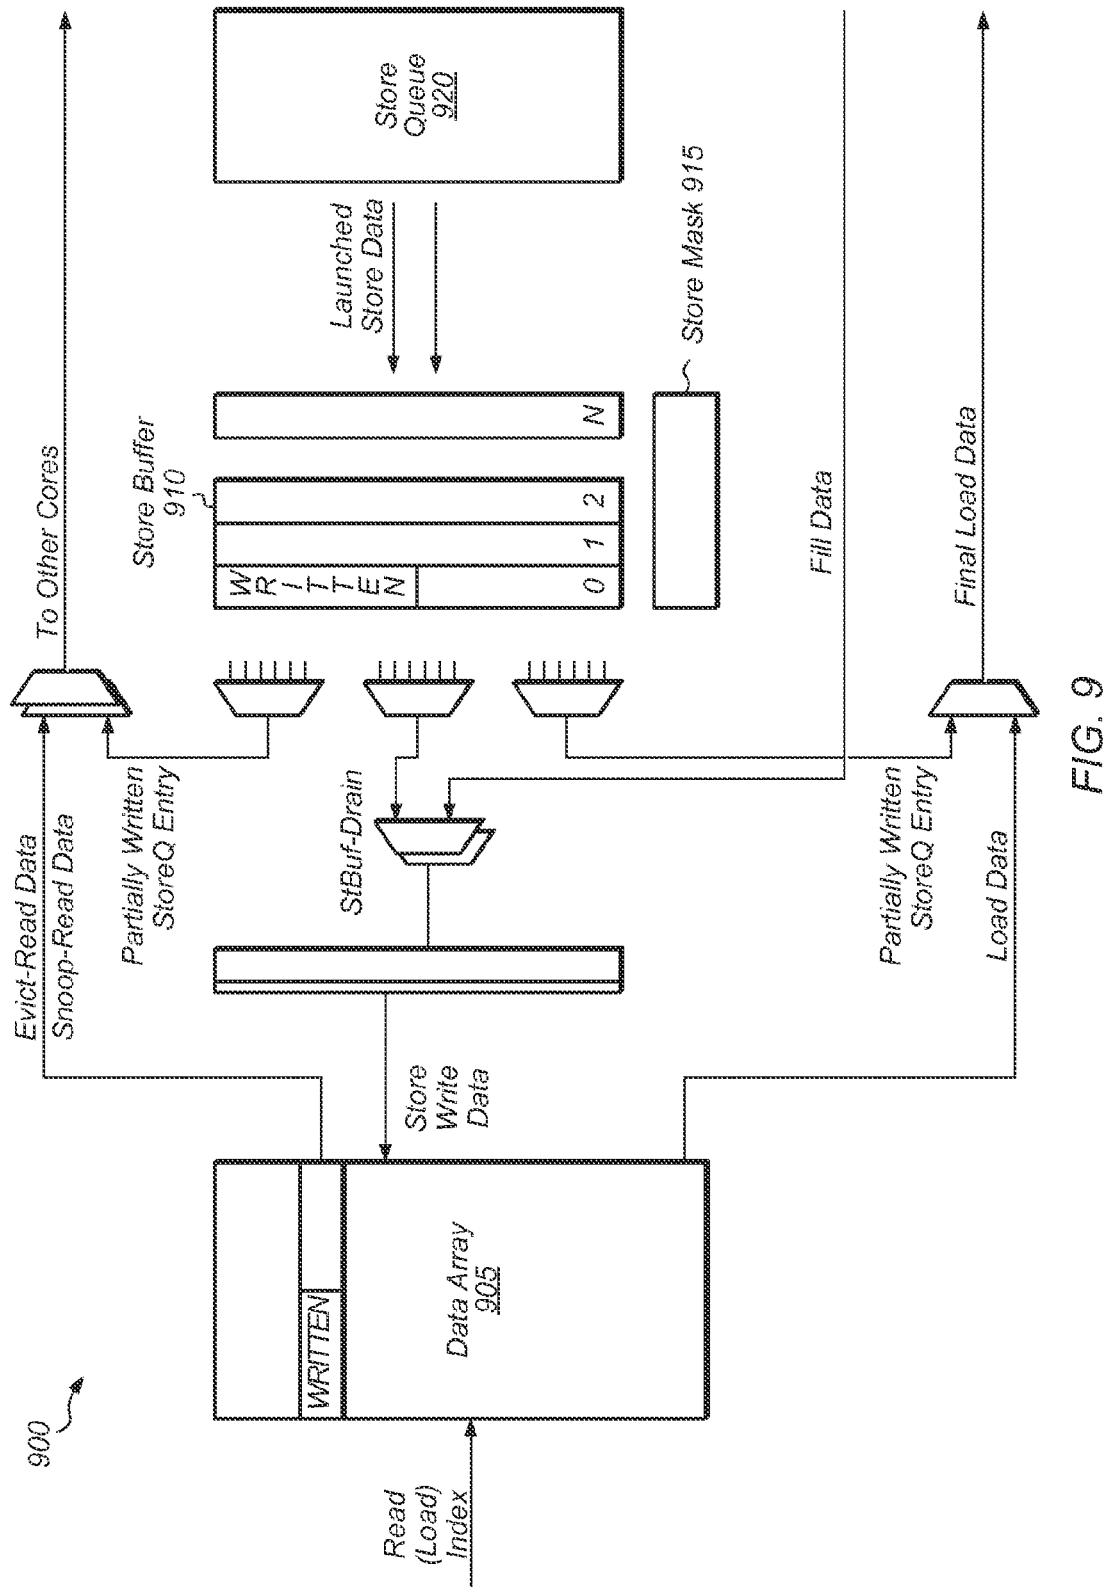 900
Read
(Load)
Index
WRITTEN
Data Array
905
Store
Write
Data
Evict-Read Data
Snoop-Read Data
Partially Written
StoreQ Entry
StBuf-Drain
Partially Written
StoreQ Entry
Load Data
To Other Cores
Store Buffer
910
WRITTEN
0
1
2
N
Store Mask 915
Launched
Store Data
Store
Queue
920
Fill Data
Final Load Data
FIG. 9